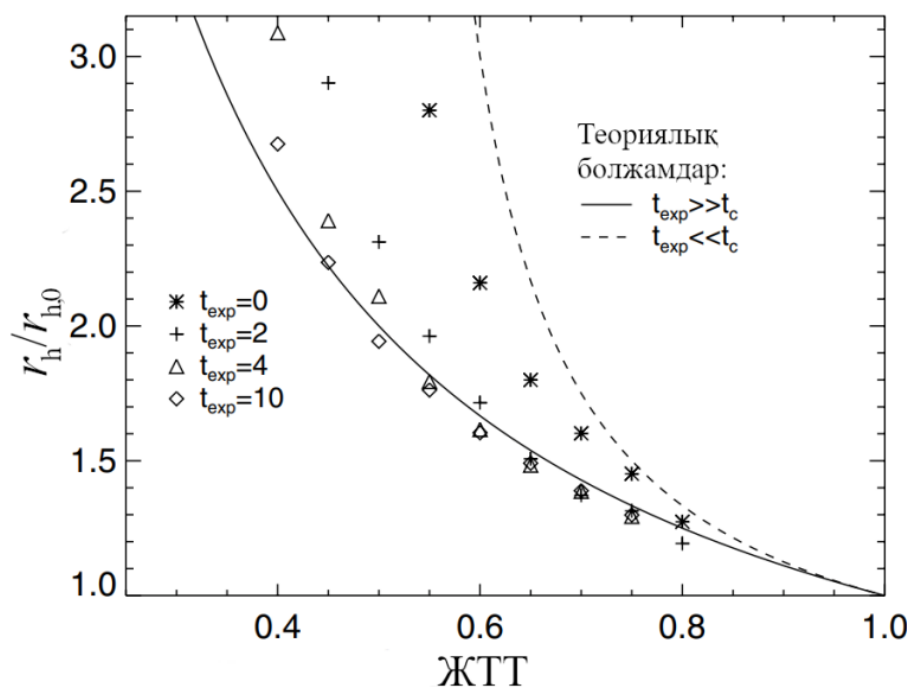 3.0
2.5
2.0
1.5
1.0
r_h/r_h,0
Теориялық
болжамдар:
t_exp>>t_c
t_exp<<t_c
t_exp=0
t_exp=2
t_exp=4
t_exp=10
0.4 0.6 0.8 1.0
ЖТТ